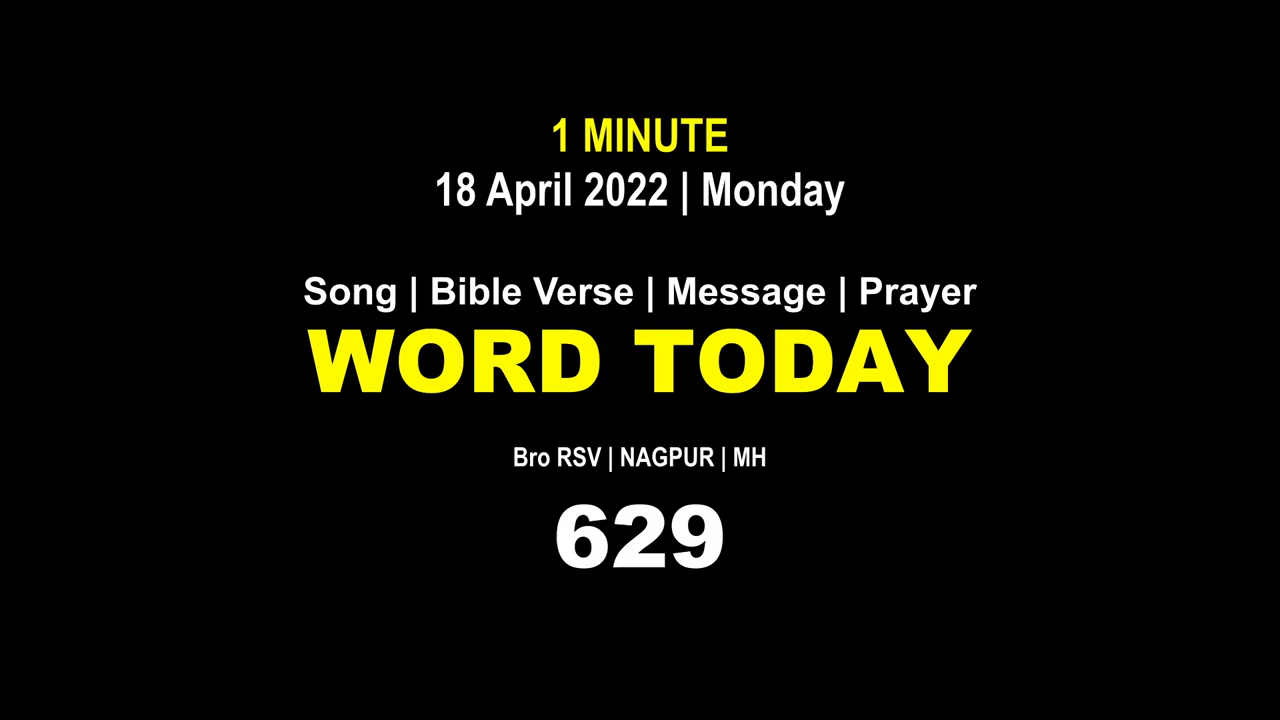 1 MINUTE
18 April 2022 | Monday
Song | Bible Verse | Message | Prayer
WORD TODAY
Bro RSV | NAGPUR | MH
629